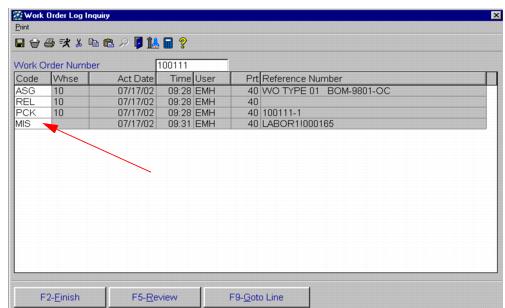 Work Order Log Inquiry
Print
Work Order Number 100111
Code Whse Act Date Time User Prt Reference Number
ASG 10 07/17/02 09:28 EMH 40 WO TYPE 01 BOM-9801-OC
REL 10 07/17/02 09:28 EMH 40
PCK 10 07/17/02 09:28 EMH 40 100111-1
MIS 07/17/02 09:31 EMH 40 LABOR1!000165
F2-Finish F5-Review F9-Goto Line